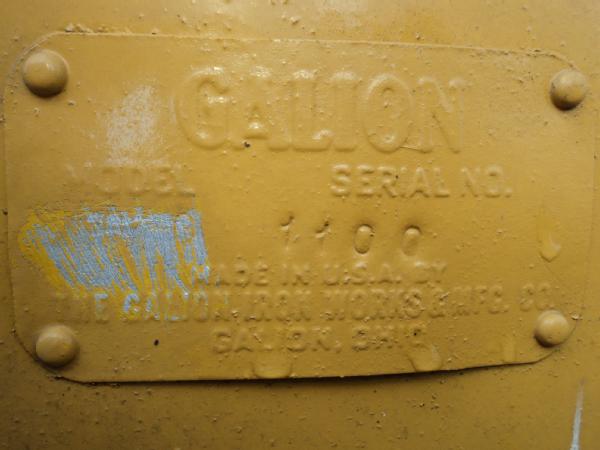 GALION
MODEL SERIAL NO.
1100
MADE IN U.S.A. BY
THE GALION IRON WORKS & MFG. CO.
GALION, OHIO